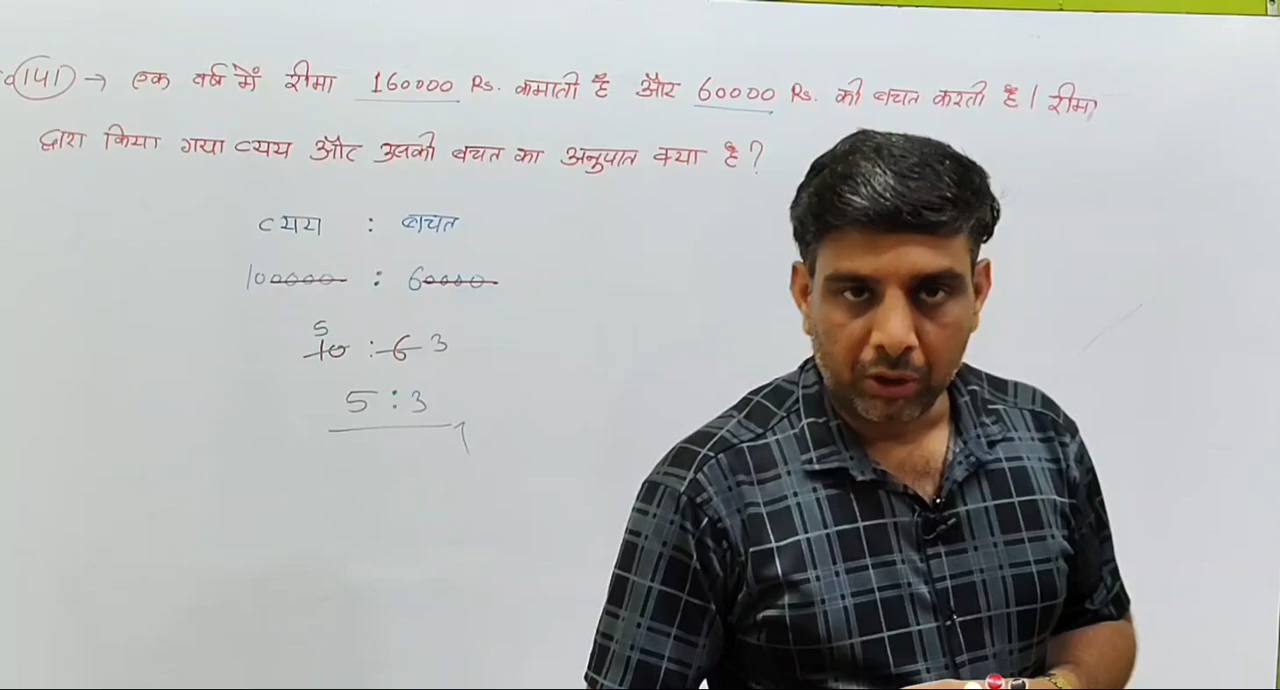 Q(141) → एक वर्ष में रीमा 160000 Rs. कमाती है और 60000 Rs. की बचत करती है। रीमा
द्वारा किया गया व्यय और उसकी बचत का अनुपात क्या है?
व्यय : बचत
100000 : 60000
5
10 : 6 3
5 : 3